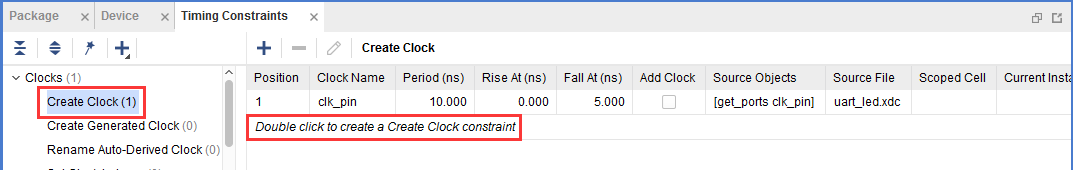 Package Device Timing Constraints
Create Clock
Position Clock Name Period (ns) Rise At (ns) Fall At (ns) Add Clock Source Objects Source File Scoped Cell Current Insta
Clocks (1)
Create Clock (1)
1 clk_pin 10.000 0.000 5.000 [get_ports clk_pin] uart_led.xdc
Create Generated Clock (0)
Double click to create a Create Clock constraint
Rename Auto-Derived Clock (0)